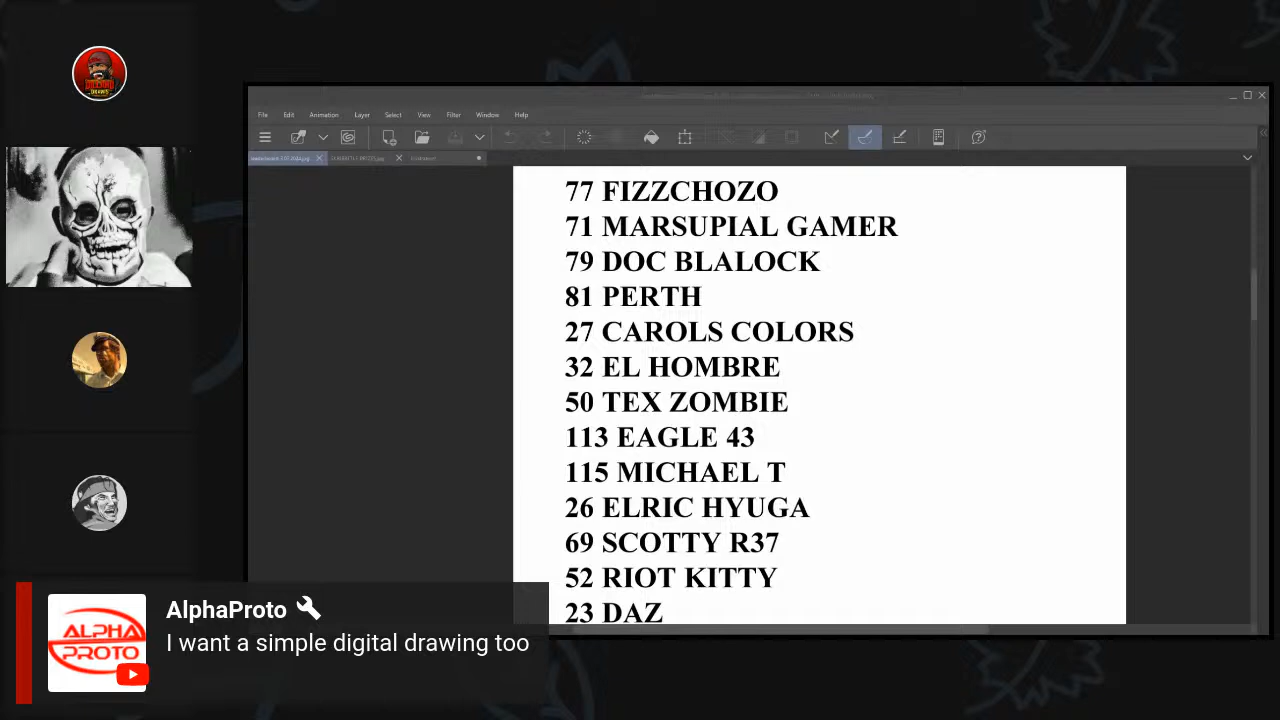 File Edit Animation Layer Select View Filter Window Help
77 FIZZCHOZO
71 MARSUPIAL GAMER
79 DOC BLALOCK
81 PERTH
27 CAROLS COLORS
32 EL HOMBRE
50 TEX ZOMBIE
113 EAGLE 43
115 MICHAEL T
26 ELRIC HYUGA
69 SCOTTY R37
52 RIOT KITTY
23 DAZ
ALPHA
PROTO
AlphaProto
I want a simple digital drawing too